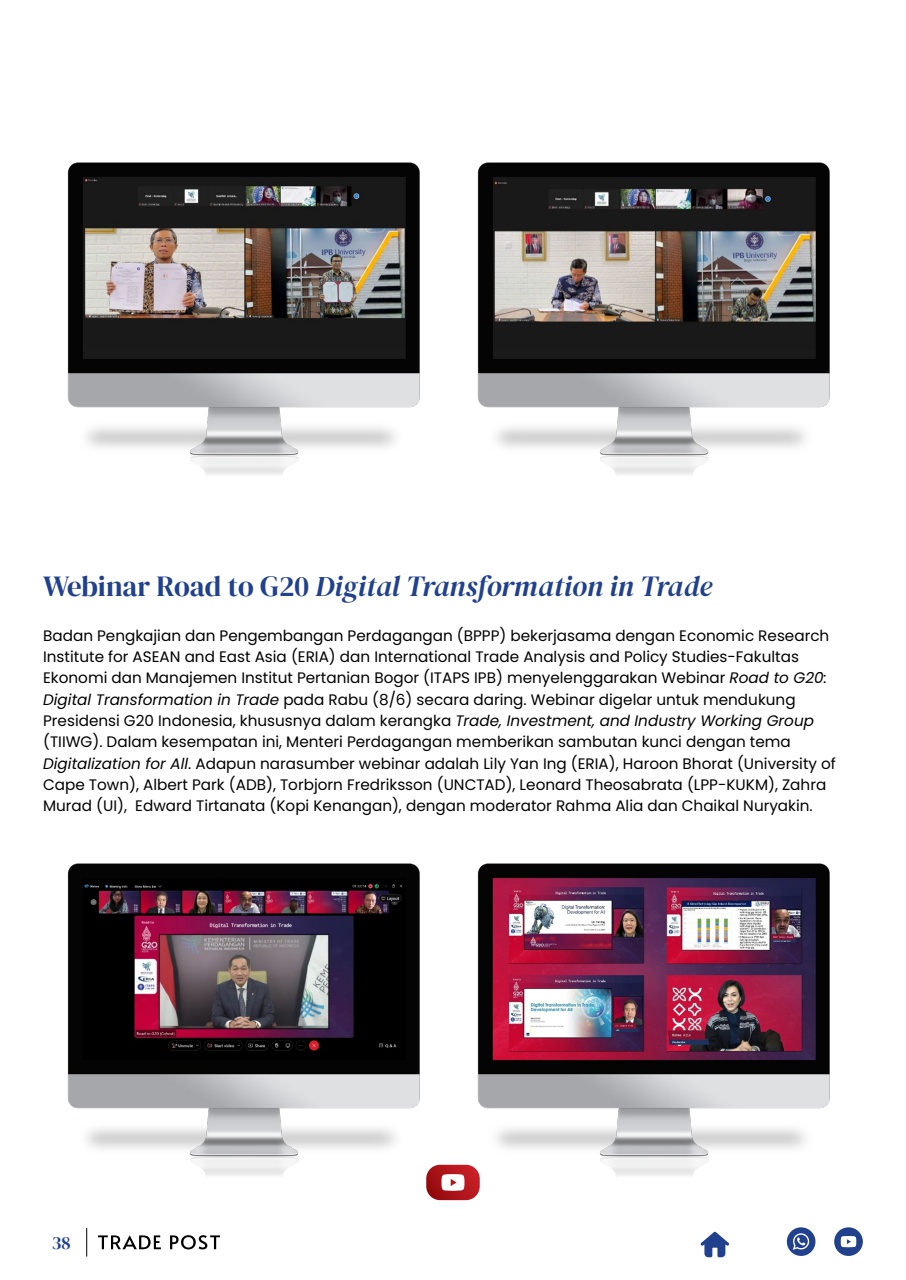 IPB University
IPB University
Webinar Road to G20 Digital Transformation in Trade
Badan Pengkajian dan Pengembangan Perdagangan (BPPP) bekerjasama dengan Economic Research
Institute for ASEAN and East Asia (ERIA) dan International Trade Analysis and Policy Studies-Fakultas
Ekonomi dan Manajemen Institut Pertanian Bogor (ITAPS IPB) menyelenggarakan Webinar Road to G20:
Digital Transformation in Trade pada Rabu (8/6) secara daring. Webinar digelar untuk mendukung
Presidensi G20 Indonesia, khususnya dalam kerangka Trade, Investment, and Industry Working Group
(TIIWG). Dalam kesempatan ini, Menteri Perdagangan memberikan sambutan kunci dengan tema
Digitalization for All. Adapun narasumber webinar adalah Lily Yan Ing (ERIA), Haroon Bhorat (University of
Cape Town), Albert Park (ADB), Torbjorn Fredriksson (UNCTAD), Leonard Theosabrata (LPP-KUKM), Zahra
Murad (UI), Edward Tirtanata (Kopi Kenangan), dengan moderator Rahma Alia dan Chaikal Nuryakin.
Layout
Digital Transformation in Trade
G20
KEMENTERIAN
PERDAGANGAN
REPUBLIK INDONESIA
MINISTRY OF TRADE
Unmute
Start video
Share
Q & A
Digital Transformation in Trade
Digital Transformation
Development for All
Digital Transformation in Trade
Digital Transformation in Trade
Digital Transformation in Trade
Development for All
38
TRADE POST